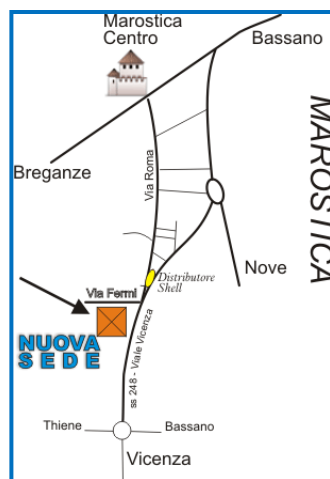 Marostica
Centro
Bassano
MAROSTICA
Breganze
Via Roma
Nove
Distributore
Shell
Via Fermi
NUOVA
SEDE
ss 248 - Viale Vicenza
Thiene
Bassano
Vicenza